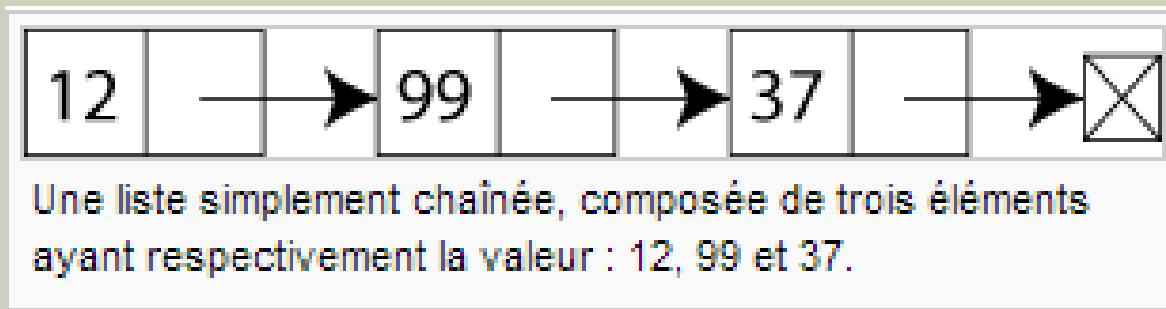 12 99 37
Une liste simplement chaînée, composée de trois éléments
ayant respectivement la valeur : 12, 99 et 37.